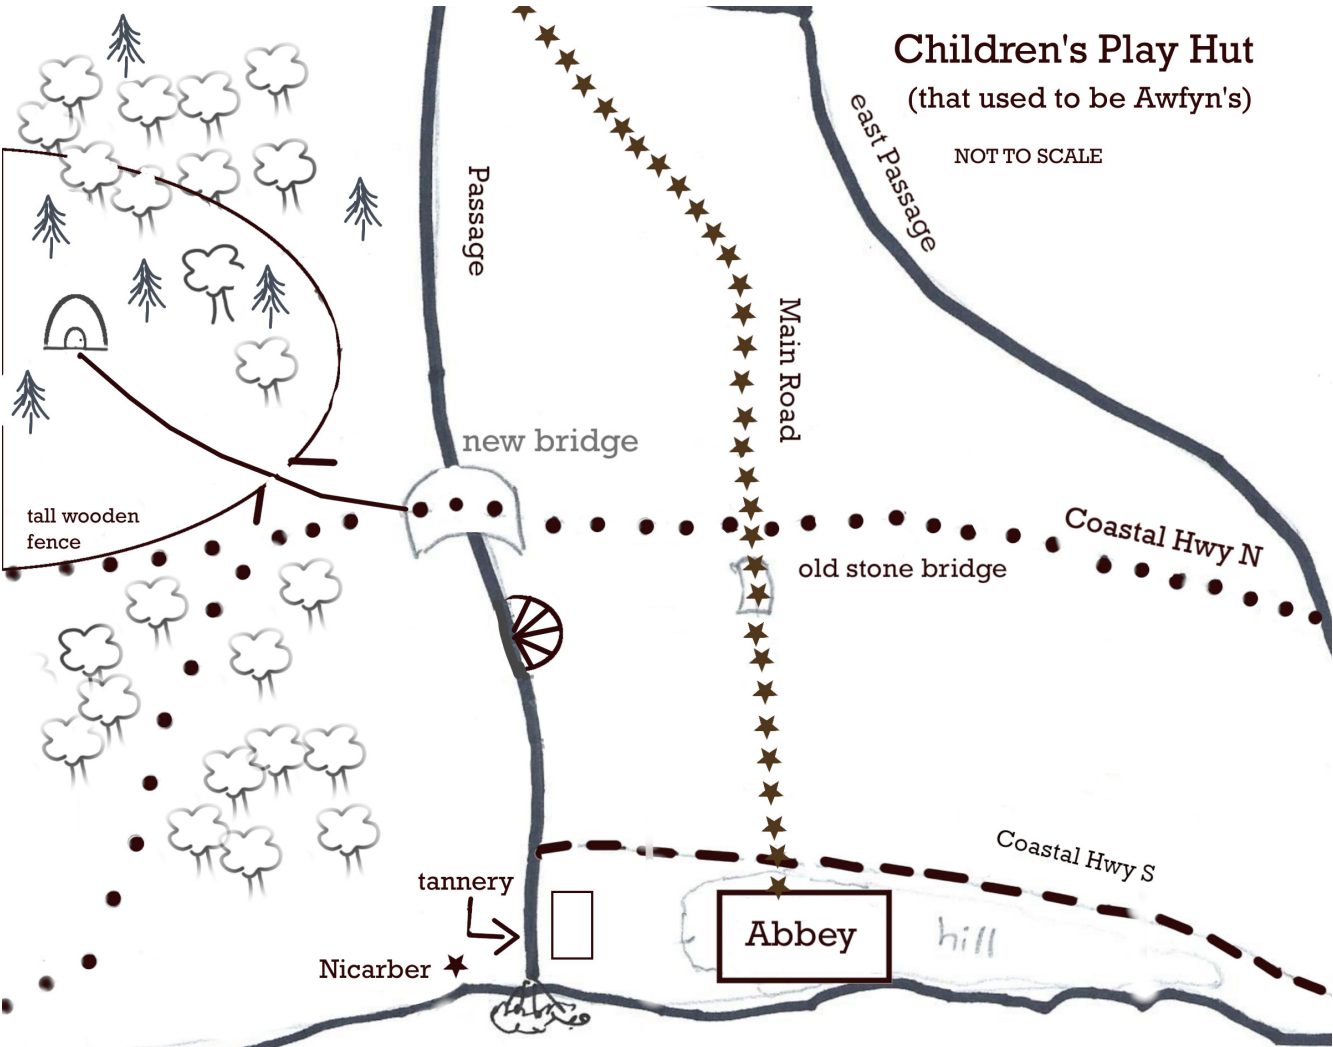 Children's Play Hut
(that used to be Awfyn's)
NOT TO SCALE
east Passage
Passage
Main Road
new bridge
tall wooden
fence
Coastal Hwy N
old stone bridge
Coastal Hwy S
tannery
Abbey
hill
Nicarber